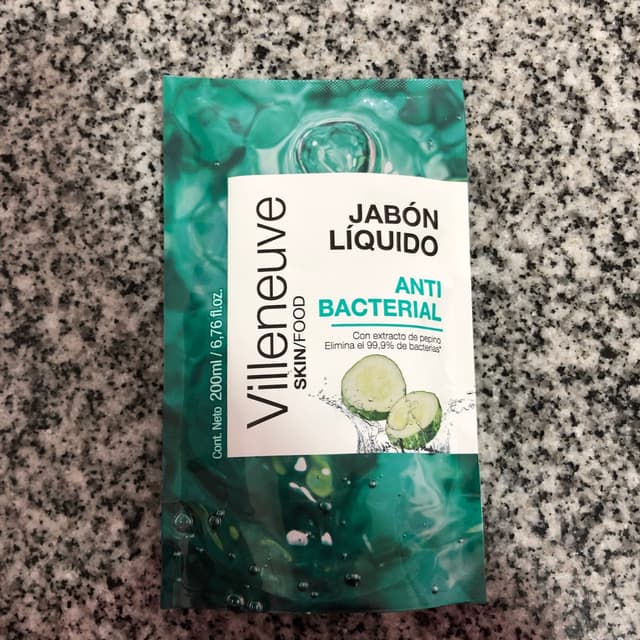 Villeneuve
SKIN/FOOD
JABÓN
LÍQUIDO
ANTI
BACTERIAL
Con extracto de pepino
Elimina el 99,9% de bacterias*
Cont. Neto 200ml / 6,76 fl.oz.